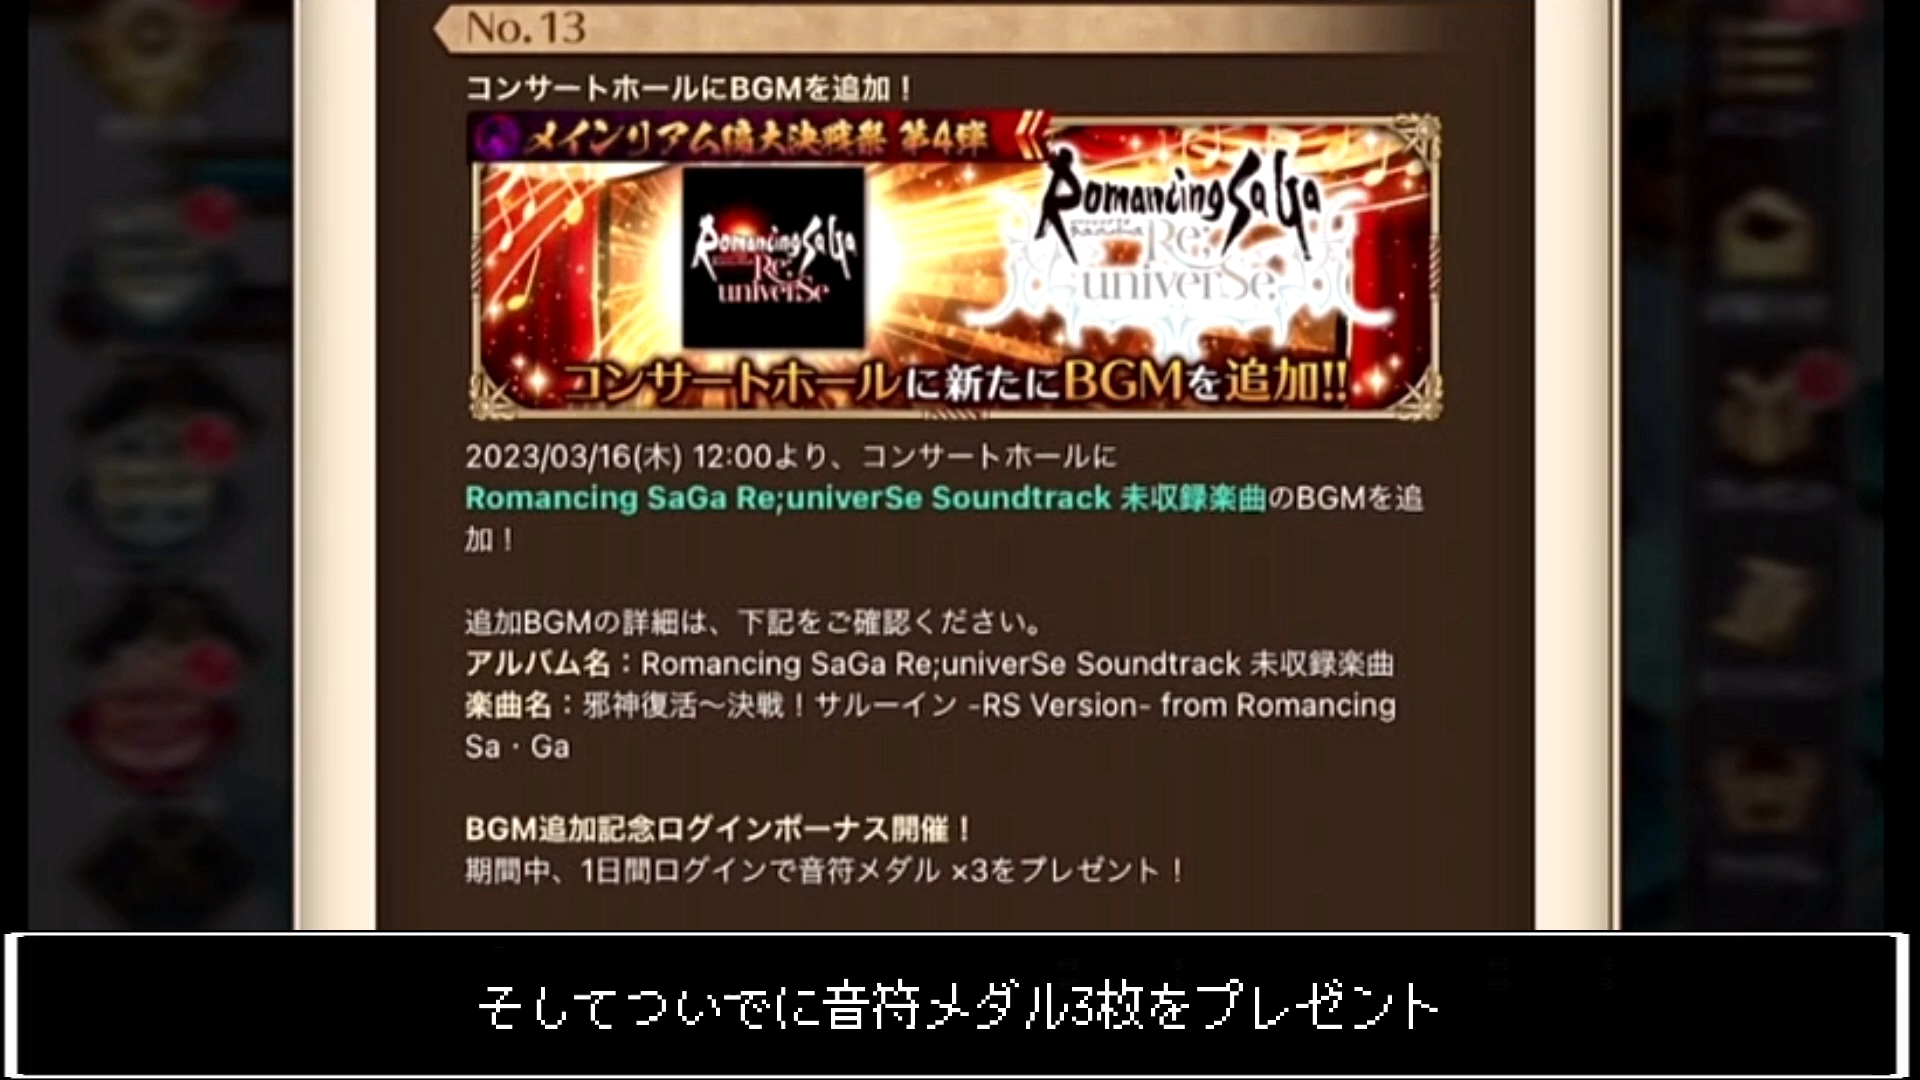 No.13
コンサートホールにBGMを追加！
メインリアム億大決戦祭 第4弾
Romancing SaGa
Re;
univerSe
Romancing SaGa
Re;
univerSe
コンサートホールに新たにBGMを追加!!
2023/03/16(木) 12:00より、コンサートホールに
Romancing SaGa Re;univerSe Soundtrack 未収録楽曲のBGMを追
加！
追加BGMの詳細は、下記をご確認ください。
アルバム名：Romancing SaGa Re;univerSe Soundtrack 未収録楽曲
楽曲名：邪神復活～決戦！サルーイン -RS Version- from Romancing
Sa・Ga
BGM追加記念ログインボーナス開催！
期間中、1日間ログインで音符メダル ×3をプレゼント！
そしてついでに音符メダル3枚をプレゼント